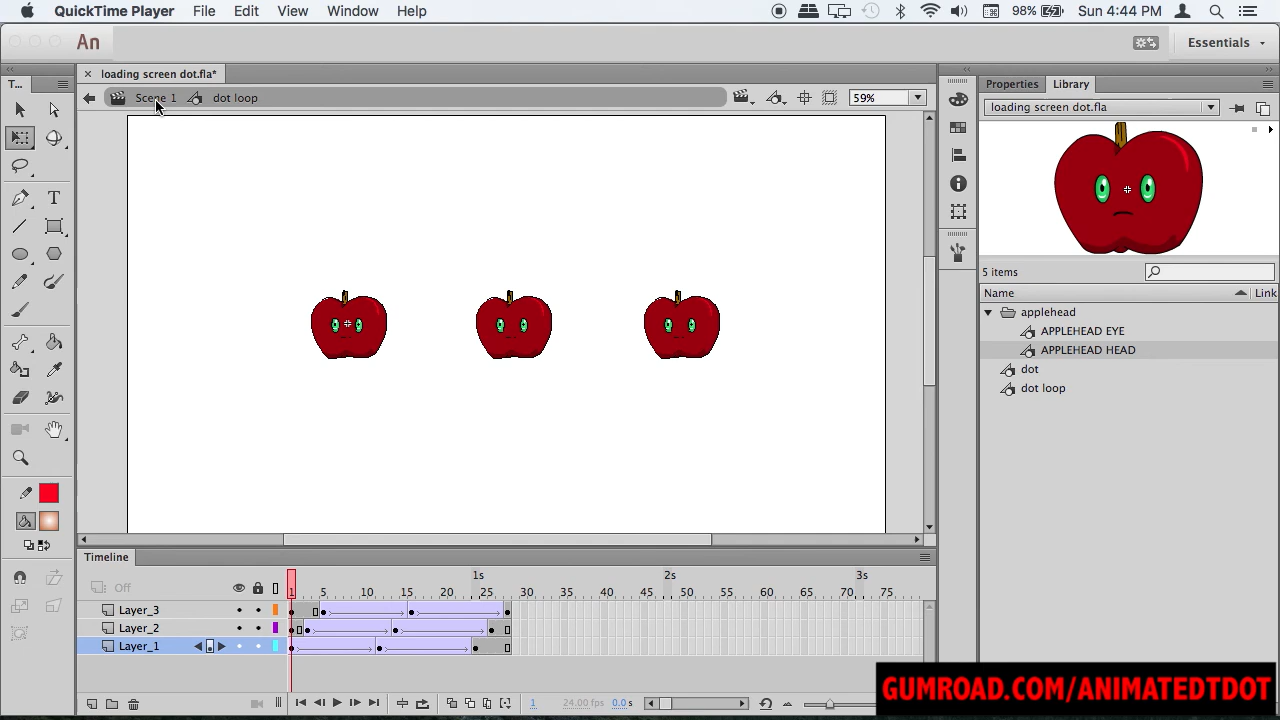 QuickTime Player File Edit View Window Help 98% Sun 4:44 PM
An Essentials
loading screen dot.fla*
T...
Properties Library
Scene 1 dot loop 59%
loading screen dot.fla
5 items
Name Link
applehead
APPLEHEAD EYE
APPLEHEAD HEAD
dot
dot loop
Timeline
Off 1s 2s 3s
1 5 10 15 20 25 30 35 40 45 50 55 60 65 70 75
Layer_3
Layer_2
Layer_1
1 24.00 fps 0.0s
GUMROAD.COM/ANIMATEDTDOT